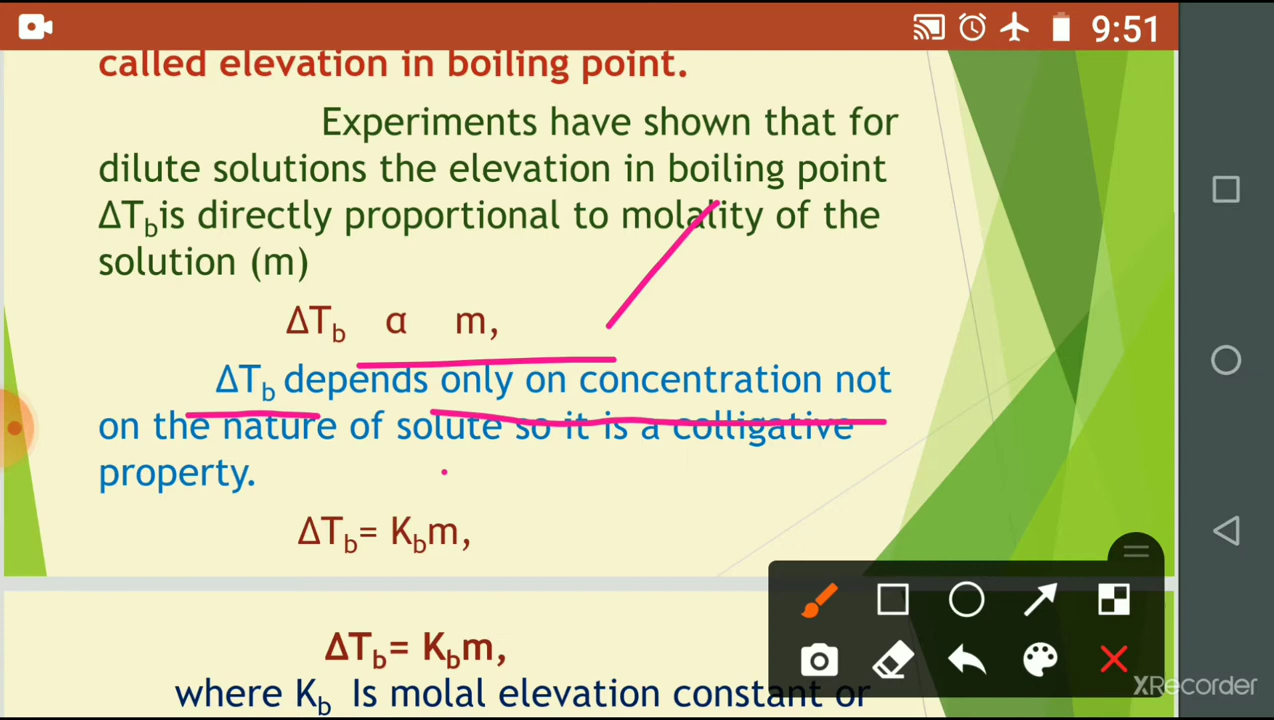 9:51
called elevation in boiling point.
Experiments have shown that for
dilute solutions the elevation in boiling point
ΔTb is directly proportional to molality of the
solution (m)
ΔTb α m,
ΔTb depends only on concentration not
on the nature of solute so it is a colligative
property.
ΔTb= Kbm,
ΔTb= Kbm,
where Kb Is molal elevation constant or
XRecorder